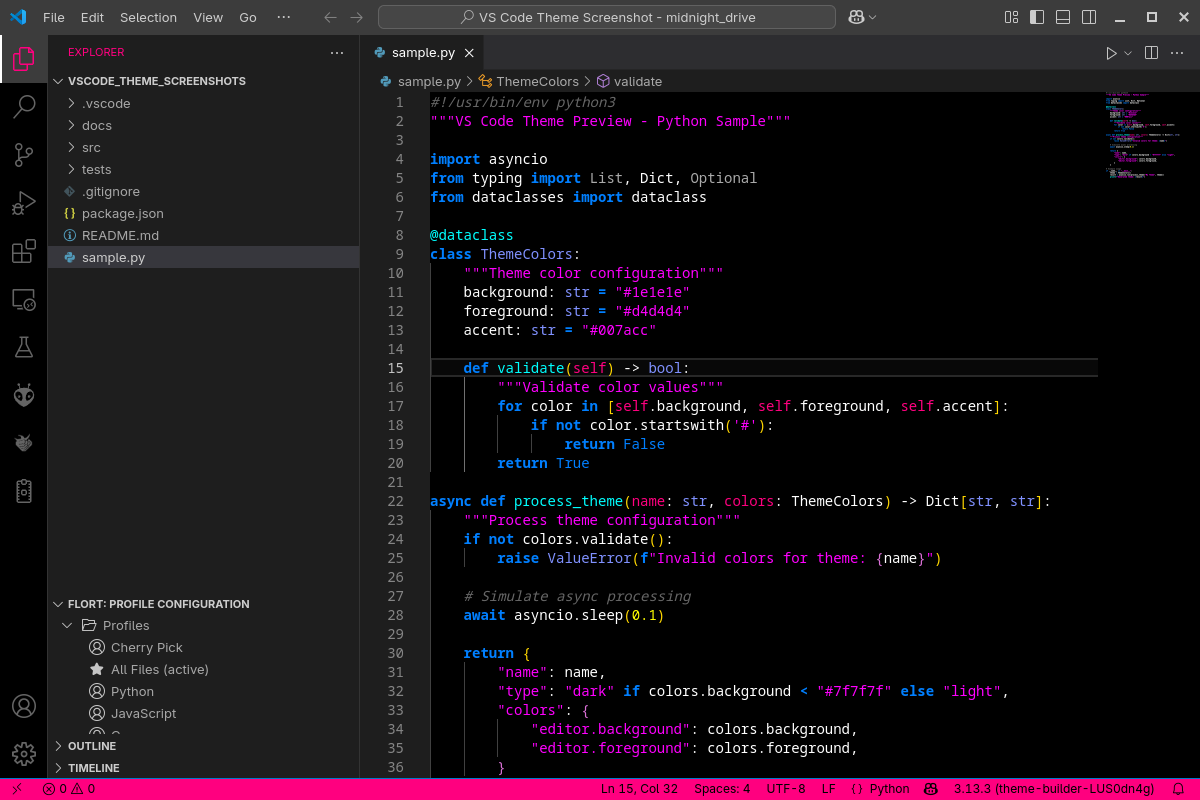 File Edit Selection View Go ··· VS Code Theme Screenshot - midnight_drive
EXPLORER ···
VSCODE_THEME_SCREENSHOTS
.vscode
docs
src
tests
.gitignore
{} package.json
README.md
sample.py
FLORT: PROFILE CONFIGURATION
Profiles
Cherry Pick
All Files (active)
Python
JavaScript
OUTLINE
TIMELINE
sample.py
sample.py > ThemeColors > validate
1 #!/usr/bin/env python3
2 """VS Code Theme Preview - Python Sample"""
3
4 import asyncio
5 from typing import List, Dict, Optional
6 from dataclasses import dataclass
7
8 @dataclass
9 class ThemeColors:
10     """Theme color configuration"""
11     background: str = "#1e1e1e"
12     foreground: str = "#d4d4d4"
13     accent: str = "#007acc"
14
15     def validate(self) -> bool:
16         """Validate color values"""
17         for color in [self.background, self.foreground, self.accent]:
18             if not color.startswith('#'):
19                 return False
20         return True
21
22 async def process_theme(name: str, colors: ThemeColors) -> Dict[str, str]:
23     """Process theme configuration"""
24     if not colors.validate():
25         raise ValueError(f"Invalid colors for theme: {name}")
26
27     # Simulate async processing
28     await asyncio.sleep(0.1)
29
30     return {
31         "name": name,
32         "type": "dark" if colors.background < "#7f7f7f" else "light",
33         "colors": {
34             "editor.background": colors.background,
35             "editor.foreground": colors.foreground,
36         }
0 0 Ln 15, Col 32 Spaces: 4 UTF-8 LF {} Python 3.13.3 (theme-builder-LUS0dn4g)